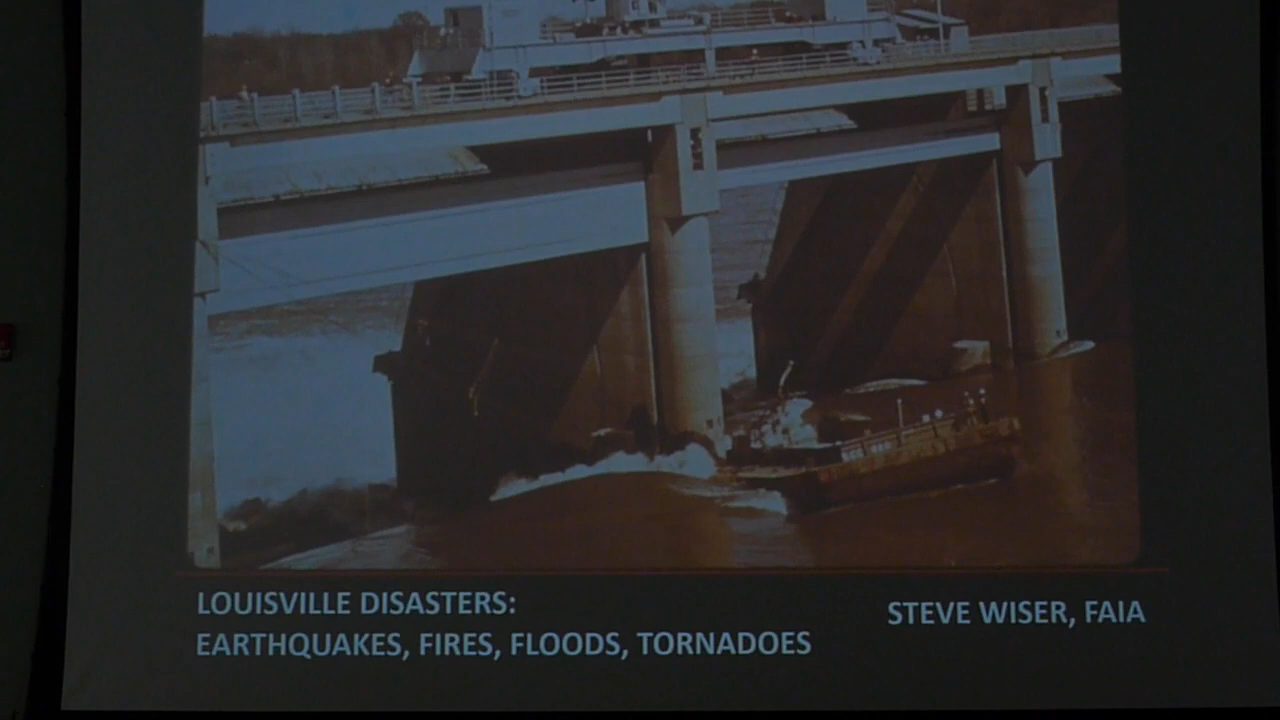 LOUISVILLE DISASTERS:
EARTHQUAKES, FIRES, FLOODS, TORNADOES
STEVE WISER, FAIA